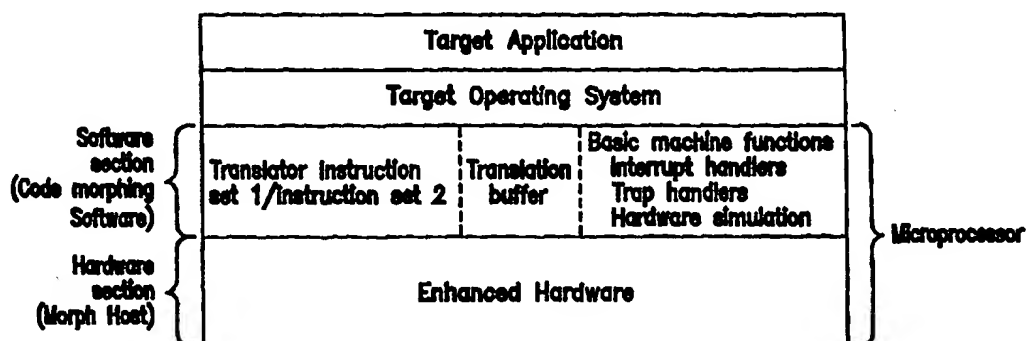 Target Application
Target Operating System
Software
section
(Code morphing
Software)
Translator instruction
set 1/instruction set 2
Translation
buffer
Basic machine functions
Interrupt handlers
Trap handlers
Hardware simulation
Microprocessor
Hardware
section
(Morph Host)
Enhanced Hardware